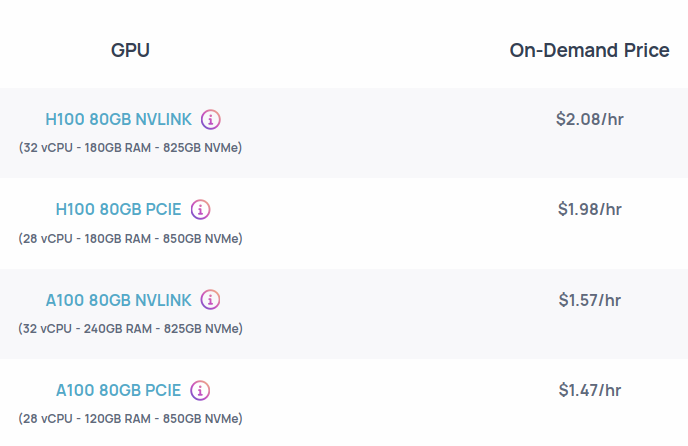 GPU On-Demand Price
H100 80GB NVLINK $2.08/hr
(32 vCPU - 180GB RAM - 825GB NVMe)
H100 80GB PCIE $1.98/hr
(28 vCPU - 180GB RAM - 850GB NVMe)
A100 80GB NVLINK $1.57/hr
(32 vCPU - 240GB RAM - 825GB NVMe)
A100 80GB PCIE $1.47/hr
(28 vCPU - 120GB RAM - 850GB NVMe)